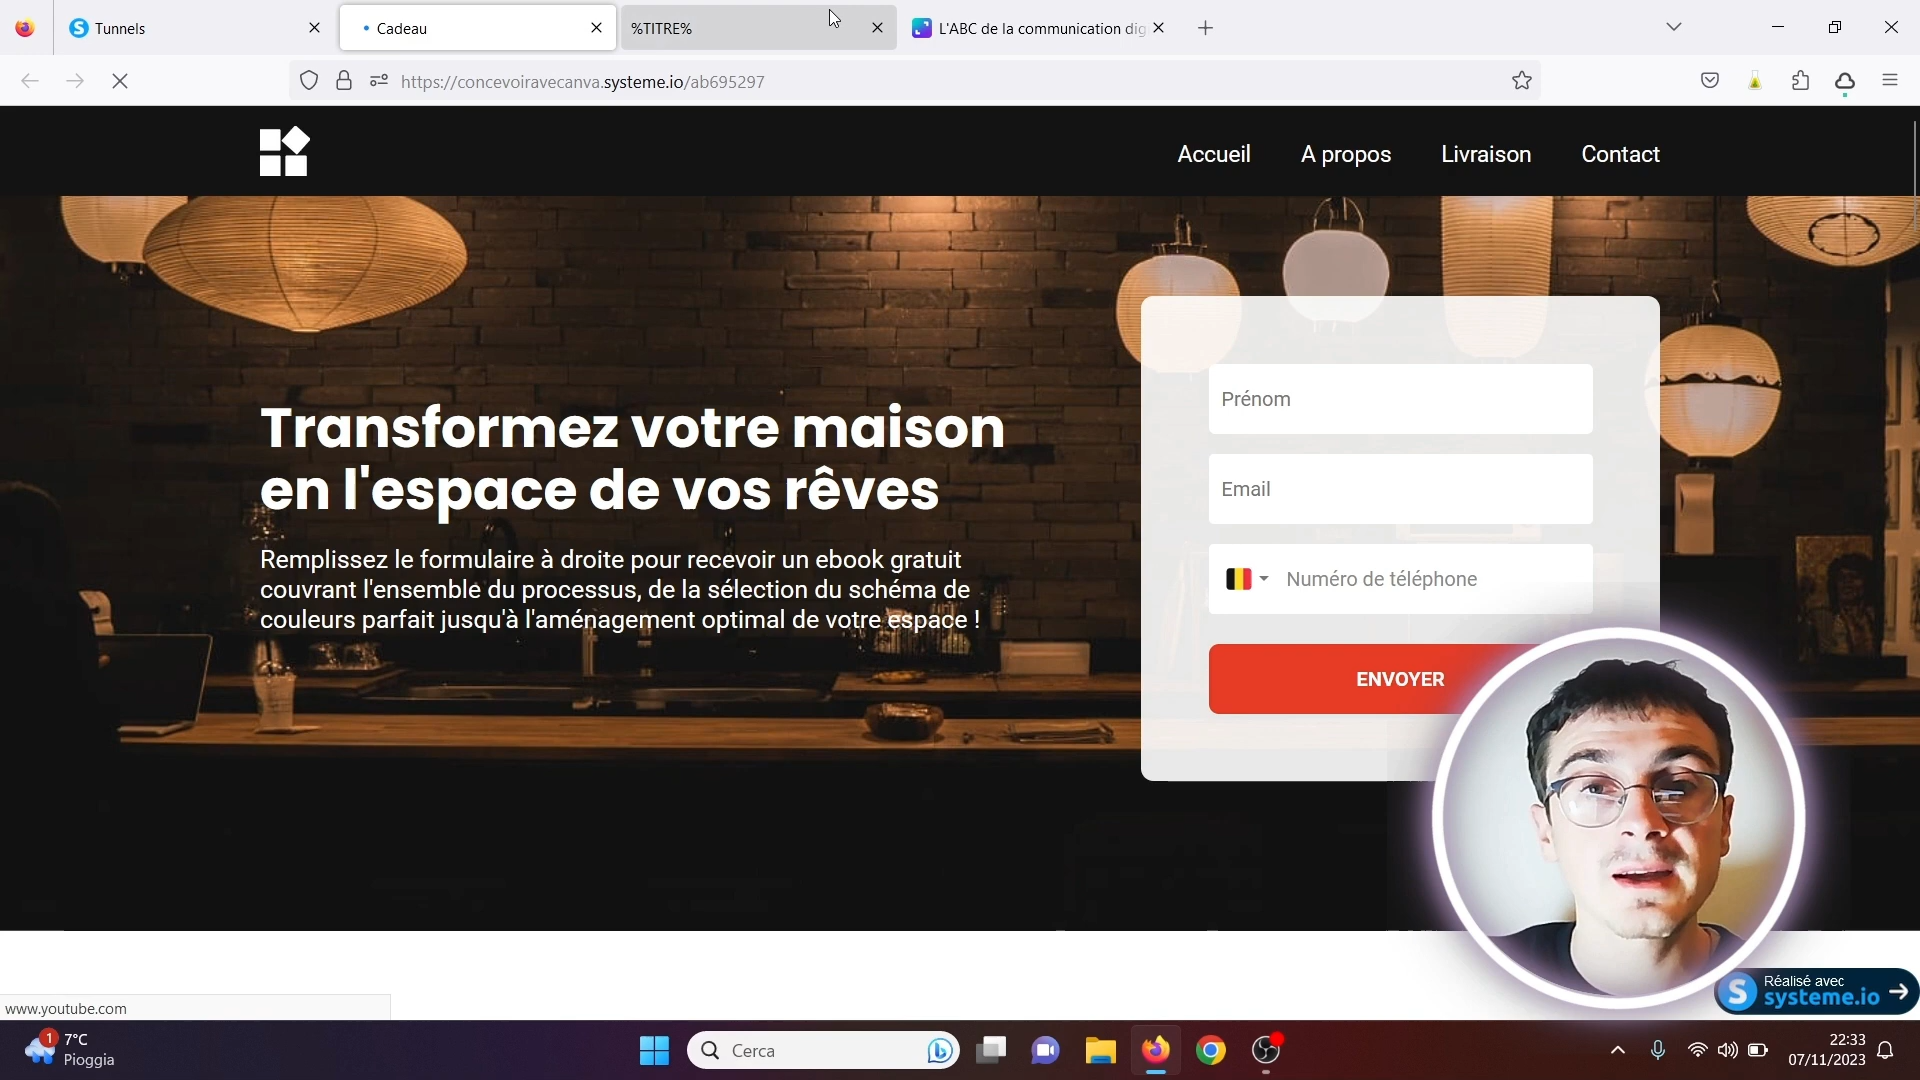 Tunnels
Cadeau
%TITRE%
L'ABC de la communication dig
https://concevoiravecanva.systeme.io/ab695297
Accueil
A propos
Livraison
Contact
Transformez votre maison
en l'espace de vos rêves
Remplissez le formulaire à droite pour recevoir un ebook gratuit
couvrant l'ensemble du processus, de la sélection du schéma de
couleurs parfait jusqu'à l'aménagement optimal de votre espace !
Prénom
Email
Numéro de téléphone
ENVOYER
Réalisé avec
systeme.io
www.youtube.com
1
7°C
Pioggia
Cerca
22:33
07/11/2023